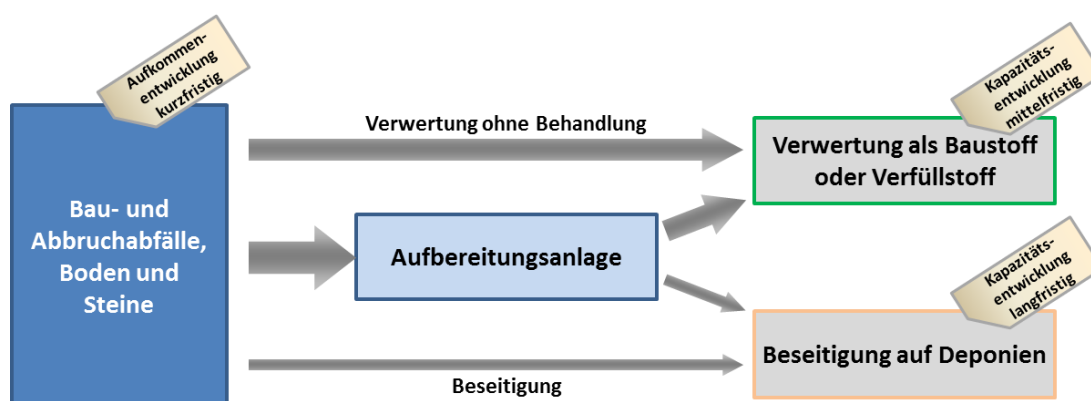 Aufkommen-
entwicklung
kurzfristig
Bau- und
Abbruchabfälle,
Boden und
Steine
Verwertung ohne Behandlung
Aufbereitungsanlage
Beseitigung
Kapazitäts-
entwicklung
mittelfristig
Verwertung als Baustoff
oder Verfüllstoff
Kapazitäts-
entwicklung
langfristig
Beseitigung auf Deponien